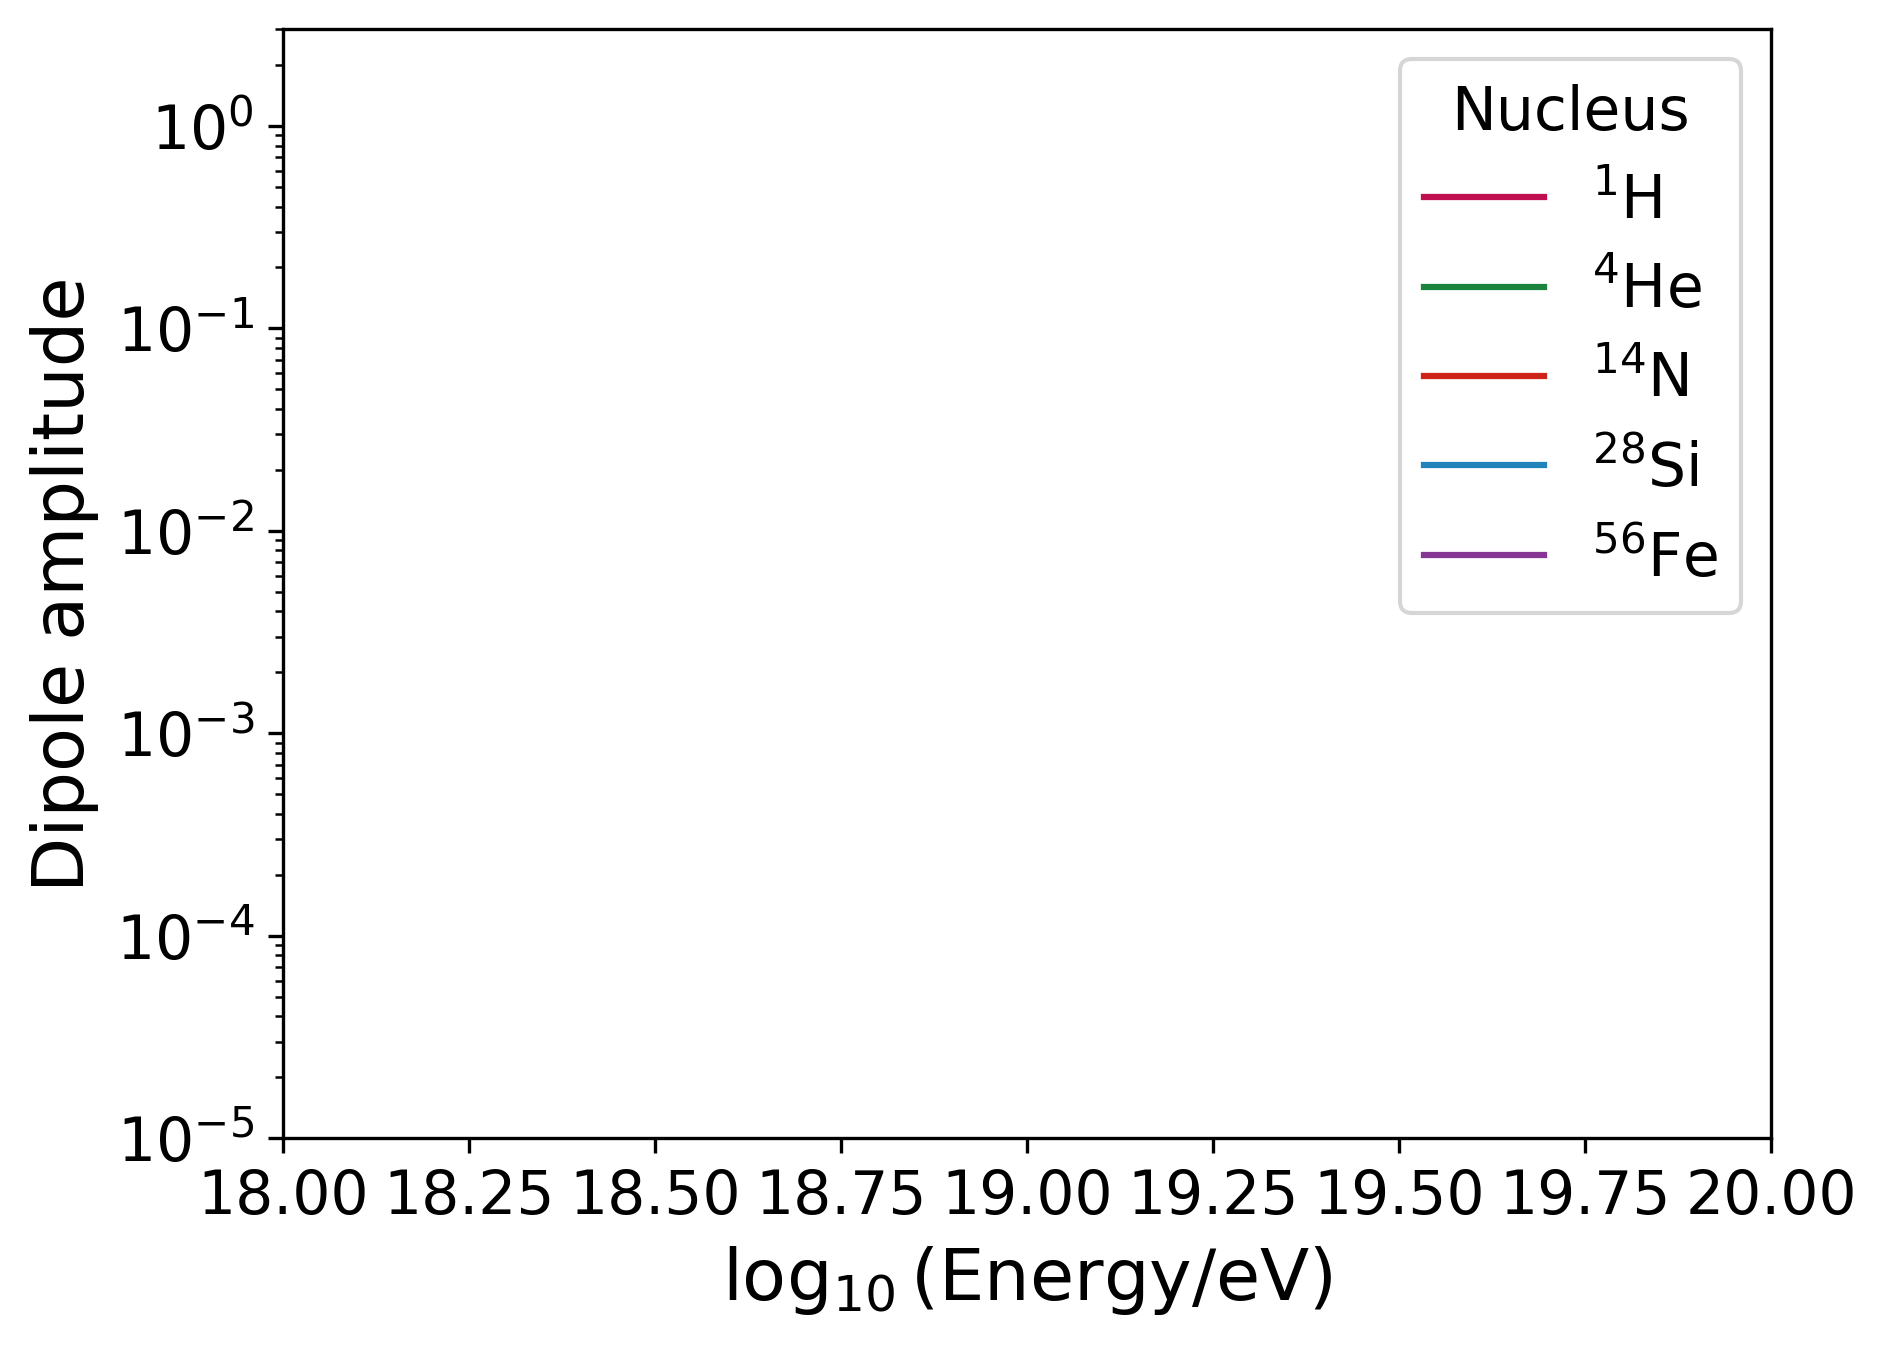 Dipole amplitude
10⁰
10⁻¹
10⁻²
10⁻³
10⁻⁴
10⁻⁵
Nucleus
¹H
⁴He
¹⁴N
²⁸Si
⁵⁶Fe
18.00 18.25 18.50 18.75 19.00 19.25 19.50 19.75 20.00
log₁₀ (Energy/eV)